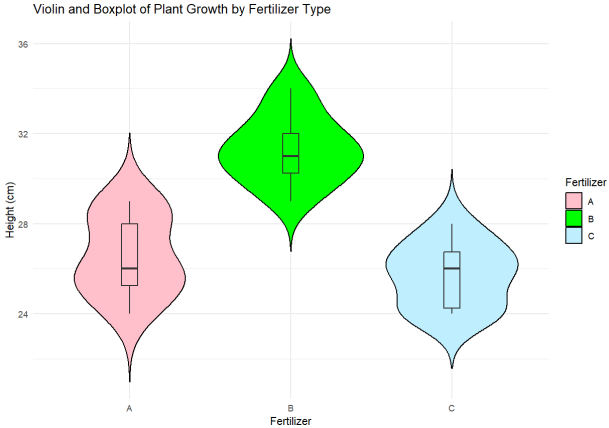 Violin and Boxplot of Plant Growth by Fertilizer Type
Height (cm)
36
32
28
24
A B C
Fertilizer
Fertilizer
A
B
C